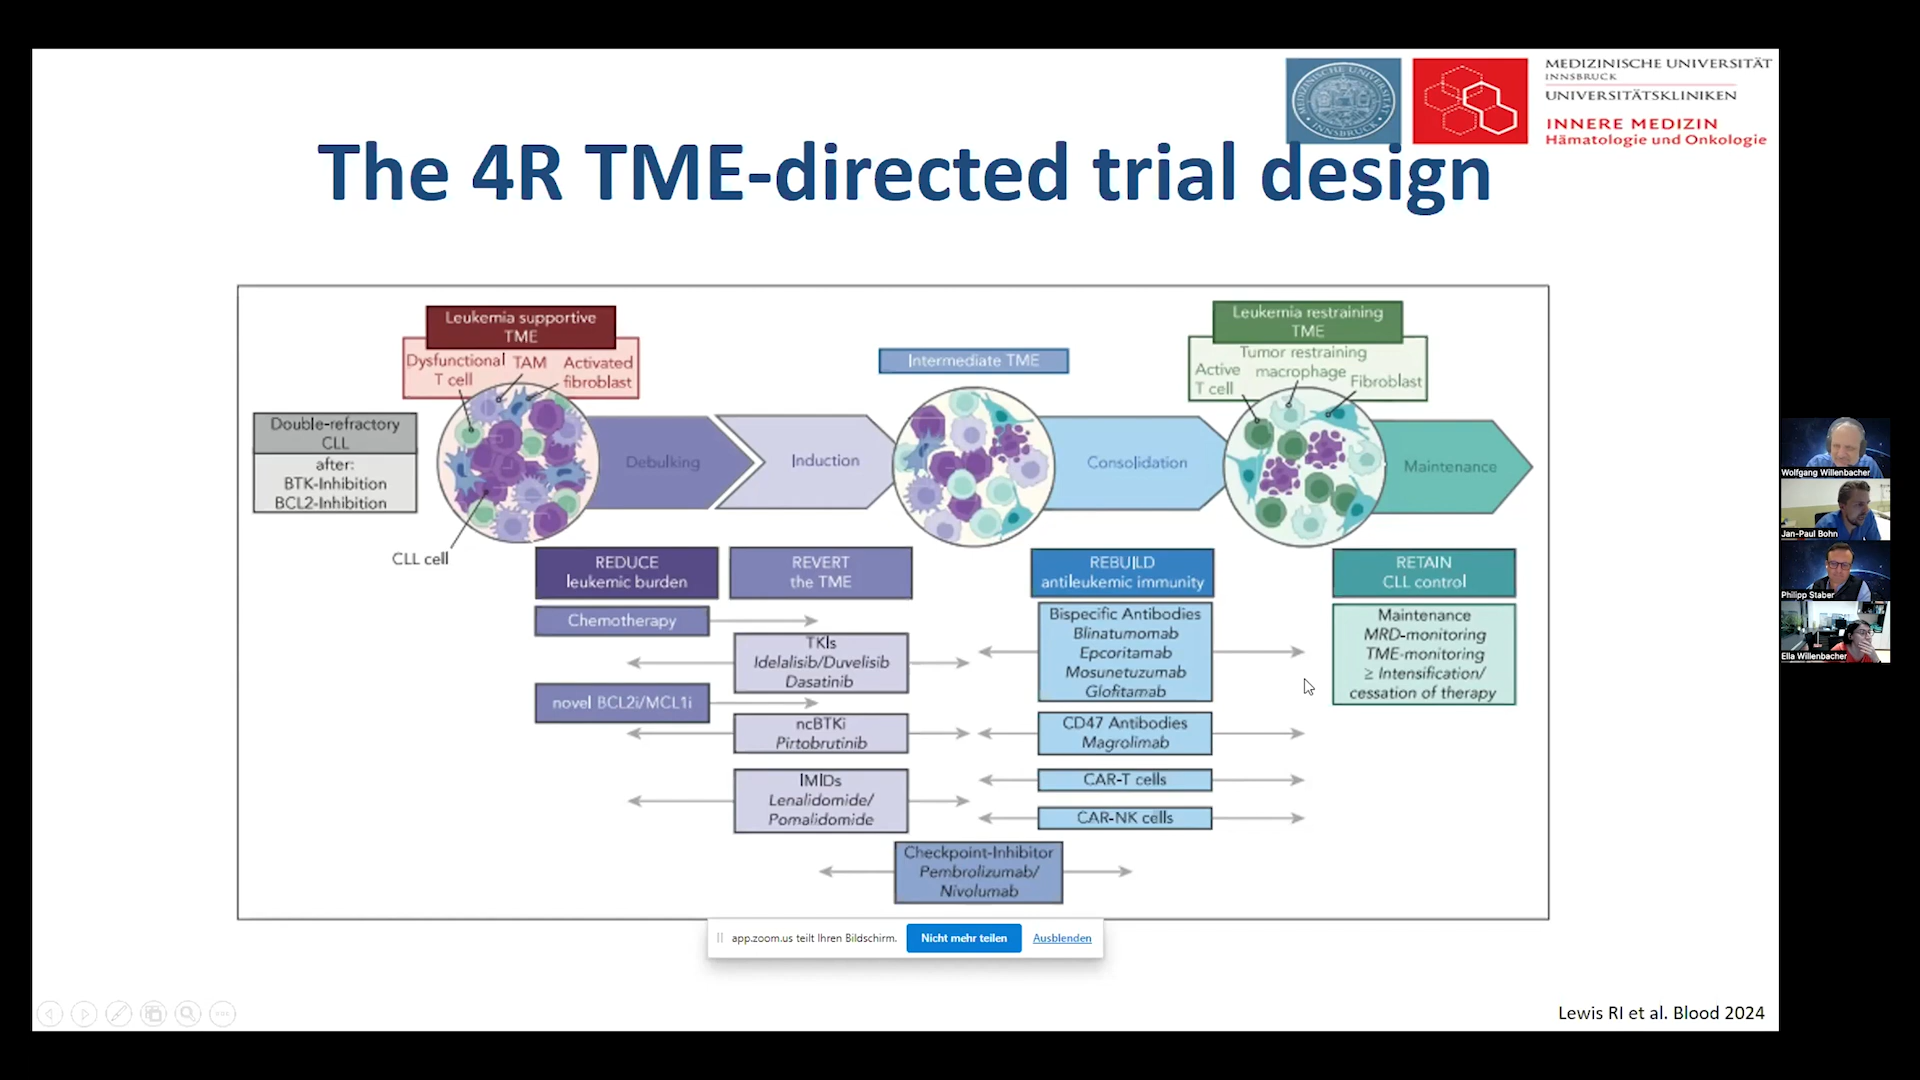 MEDIZINISCHE UNIVERSITÄT
INNSBRUCK
UNIVERSITÄTSKLINIKEN
INNERE MEDIZIN
Hämatologie und Onkologie
The 4R TME-directed trial design
Leukemia supportive
TME
Dysfunctional
T cell
TAM
Activated
fibroblast
Intermediate TME
Leukemia restraining
TME
Active
T cell
Tumor restraining
macrophage
Fibroblast
Double-refractory
CLL
after:
BTK-Inhibition
BCL2-Inhibition
CLL cell
Debulking
Induction
Consolidation
Maintenance
REDUCE
leukemic burden
REVERT
the TME
REBUILD
antileukemic immunity
RETAIN
CLL control
Chemotherapy
TKIs
Idelalisib/Duvelisib
Dasatinib
novel BCL2i/MCL1i
ncBTKi
Pirtobrutinib
IMIDs
Lenalidomide/
Pomalidomide
Checkpoint-Inhibitor
Pembrolizumab/
Nivolumab
Bispecific Antibodies
Blinatumomab
Epcoritamab
Mosunetuzumab
Glofitamab
CD47 Antibodies
Magrolimab
CAR-T cells
CAR-NK cells
Maintenance
MRD-monitoring
TME-monitoring
≥ Intensification/
cessation of therapy
app.zoom.us teilt Ihren Bildschirm.
Nicht mehr teilen
Ausblenden
Lewis RI et al. Blood 2024
Wolfgang Willenbacher
Jan-Paul Bohn
Philipp Staber
Ella Willenbacher